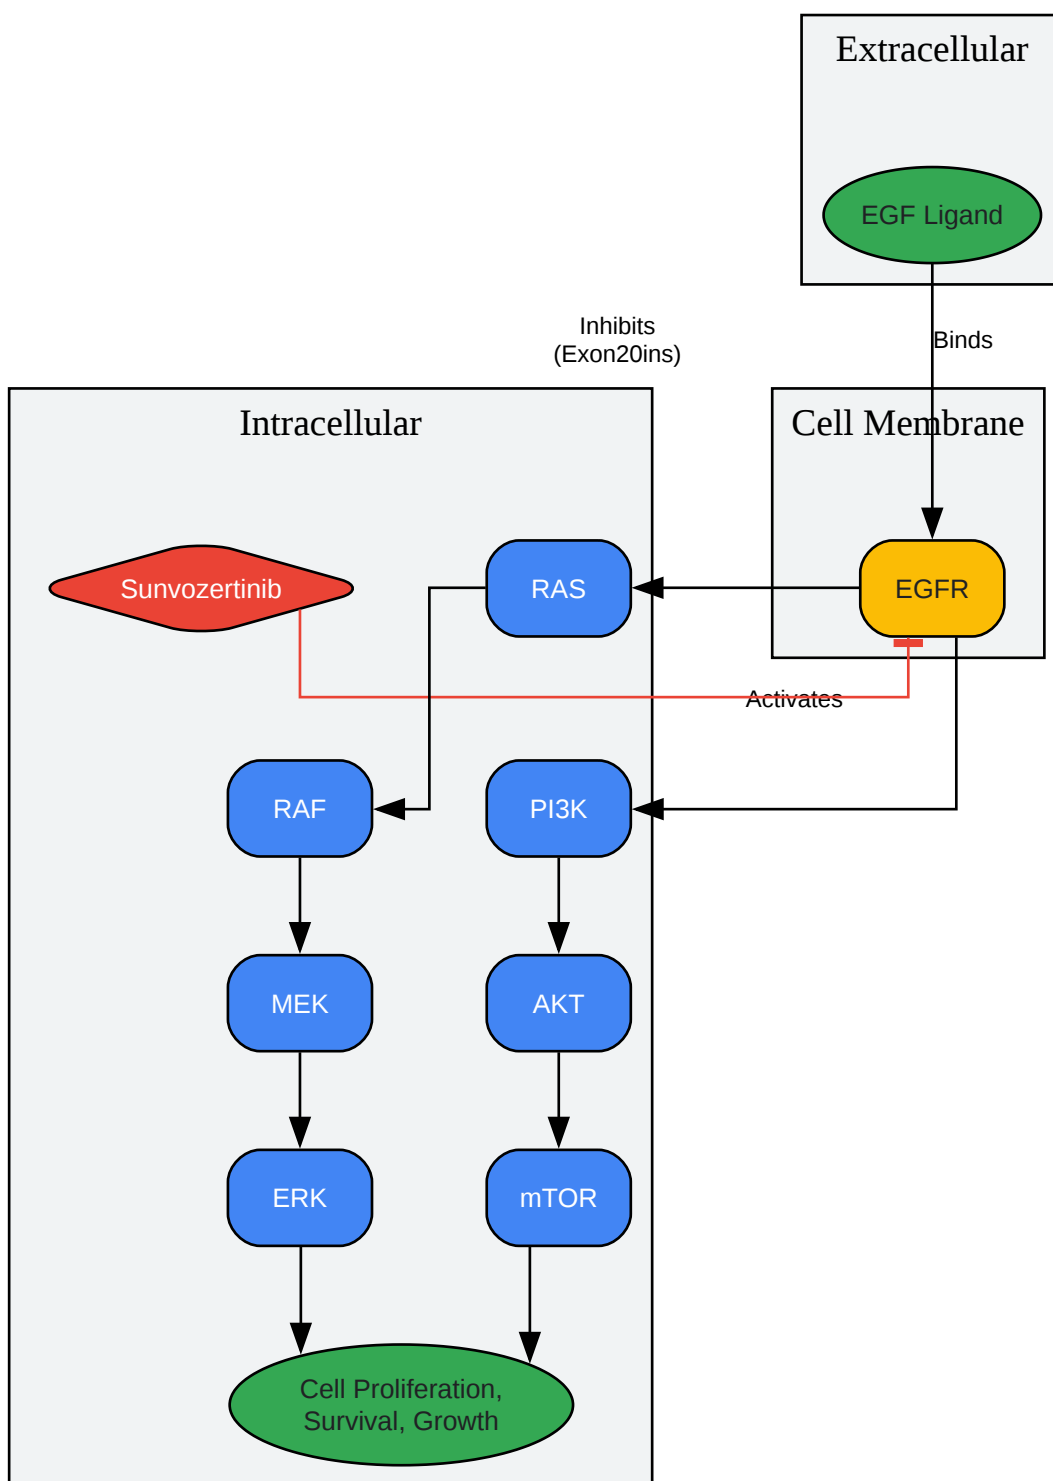 Extracellular
EGF Ligand
Inhibits
(Exon20ins)
Binds
Intracellular
Cell Membrane
Sunvozertinib
RAS
EGFR
Activates
RAF
PI3K
MEK
AKT
ERK
mTOR
Cell Proliferation,
Survival, Growth